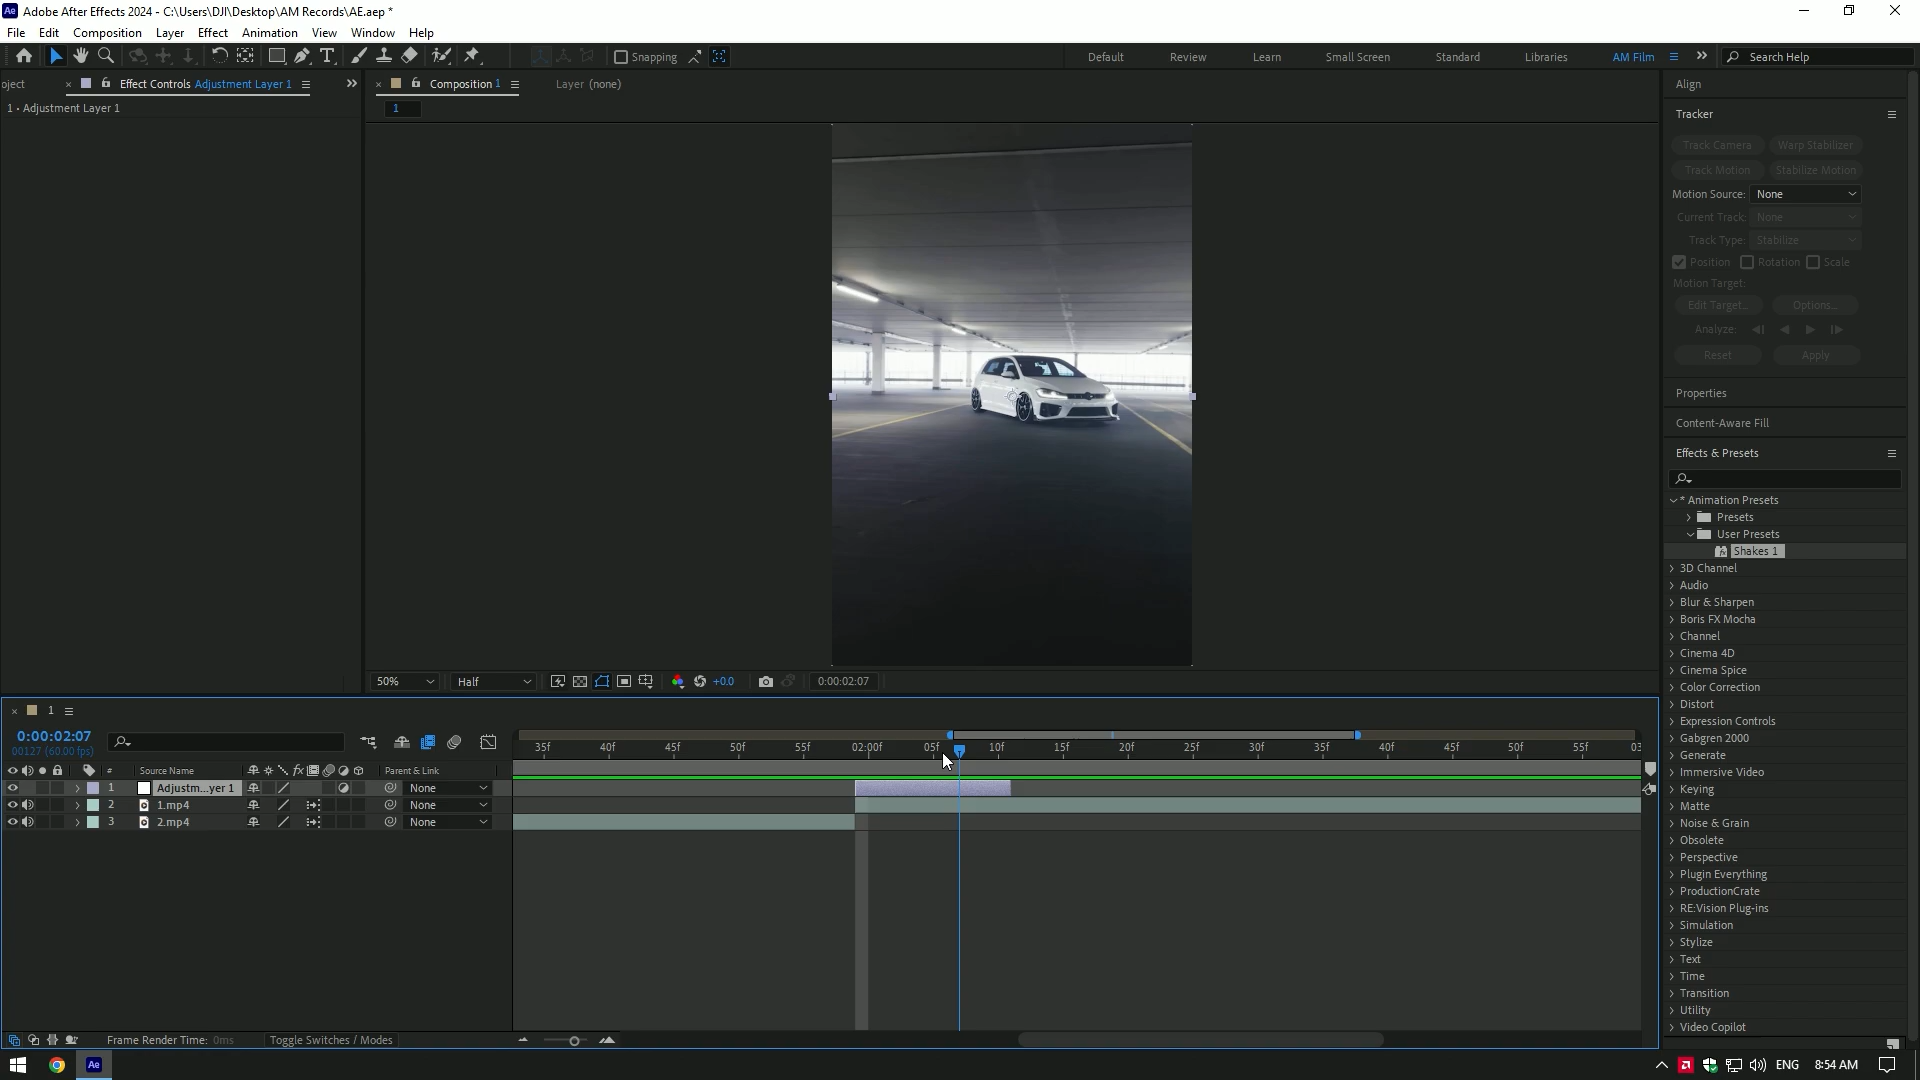 Adobe After Effects 2024 - C:\Users\DJI\Desktop\AM Records\AE.aep *
File Edit Composition Layer Effect Animation View Window Help
Snapping
Default Review Learn Small Screen Standard Libraries AM Film
Search Help
oject
Effect Controls Adjustment Layer 1
Composition 1
Layer (none)
1 • Adjustment Layer 1
1
Align
Tracker
Track Camera Warp Stabilizer
Track Motion Stabilize Motion
Motion Source: None
Current Track: None
Track Type: Stabilize
Position Rotation Scale
Motion Target:
Edit Target... Options...
Analyze:
Reset Apply
Properties
Content-Aware Fill
Effects & Presets
* Animation Presets
Presets
User Presets
Shakes 1
3D Channel
Audio
Blur & Sharpen
Boris FX Mocha
Channel
Cinema 4D
Cinema Spice
Color Correction
Distort
Expression Controls
Gabgren 2000
Generate
Immersive Video
Keying
Matte
Noise & Grain
Obsolete
Perspective
Plugin Everything
ProductionCrate
RE:Vision Plug-ins
Simulation
Stylize
Text
Time
Transition
Utility
Video Copilot
50% Half +0.0 0:00:02:07
1
0:00:02:07
00127 (60.00 fps)
35f 40f 45f 50f 55f 02:00f 05f 10f 15f 20f 25f 30f 35f 40f 45f 50f 55f 03
# Source Name fx Parent & Link
1 Adjustm...yer 1 None
2 1.mp4 None
3 2.mp4 None
Frame Render Time: 0ms Toggle Switches / Modes
Ae ENG 8:54 AM